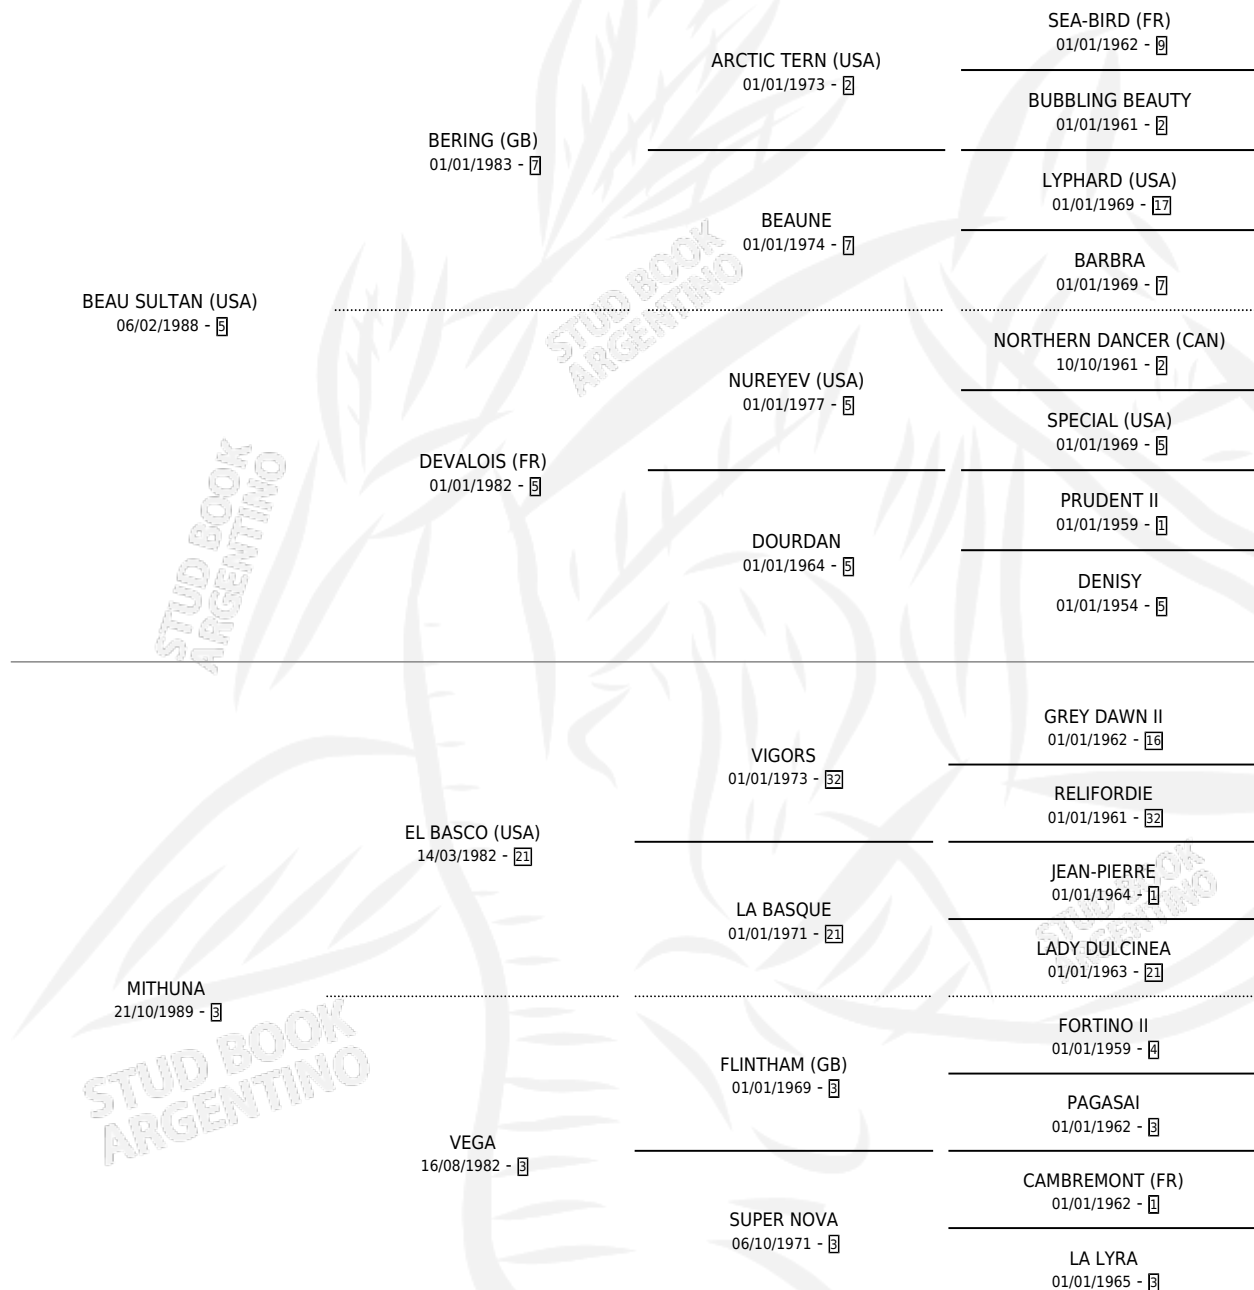 SEA-BIRD (FR)
01/01/1962 - 9
ARCTIC TERN (USA)
01/01/1973 - 2
BUBBLING BEAUTY
01/01/1961 - 2
BERING (GB)
01/01/1983 - 7
LYPHARD (USA)
01/01/1969 - 17
BEAUNE
01/01/1974 - 7
BARBRA
01/01/1969 - 7
BEAU SULTAN (USA)
06/02/1988 - 5
NORTHERN DANCER (CAN)
10/10/1961 - 2
NUREYEV (USA)
01/01/1977 - 5
SPECIAL (USA)
01/01/1969 - 5
DEVALOIS (FR)
01/01/1982 - 5
PRUDENT II
01/01/1959 - 1
DOURDAN
01/01/1964 - 5
DENISY
01/01/1954 - 5
GREY DAWN II
01/01/1962 - 16
VIGORS
01/01/1973 - 32
RELIFORDIE
01/01/1961 - 32
EL BASCO (USA)
14/03/1982 - 21
JEAN-PIERRE
01/01/1964 - 1
LA BASQUE
01/01/1971 - 21
LADY DULCINEA
01/01/1963 - 21
MITHUNA
21/10/1989 - 3
FORTINO II
01/01/1959 - 4
FLINTHAM (GB)
01/01/1969 - 3
PAGASAI
01/01/1962 - 3
VEGA
16/08/1982 - 3
CAMBREMONT (FR)
01/01/1962 - 1
SUPER NOVA
06/10/1971 - 3
LA LYRA
01/01/1965 - 3
STUD BOOK
ARGENTINO
STUD BOOK
ARGENTINO
STUD BOOK
ARGENTINO
STUD BOOK
ARGENTINO